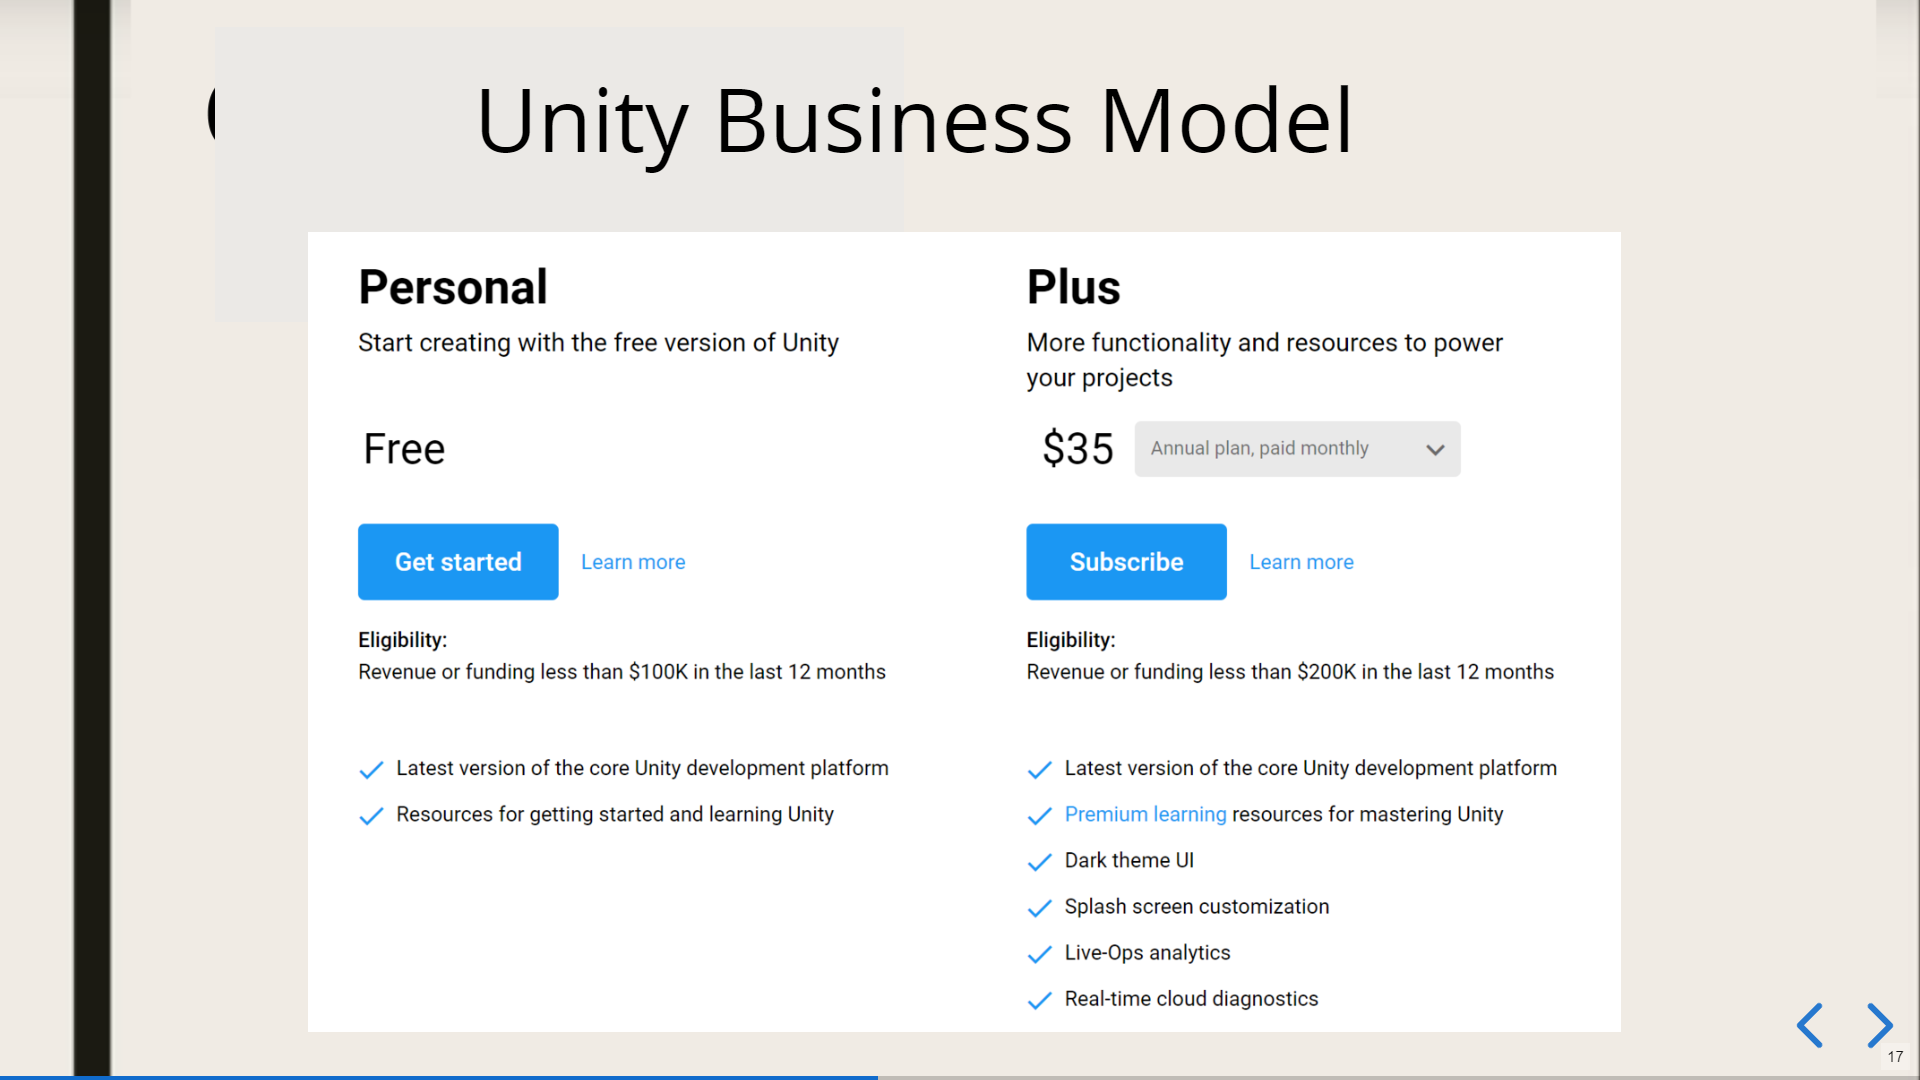 Unity Business Model
Personal
Start creating with the free version of Unity
Free
Get started
Learn more
Eligibility:
Revenue or funding less than $100K in the last 12 months
Latest version of the core Unity development platform
Resources for getting started and learning Unity
Plus
More functionality and resources to power
your projects
$35
Annual plan, paid monthly
Subscribe
Learn more
Eligibility:
Revenue or funding less than $200K in the last 12 months
Latest version of the core Unity development platform
Premium learning resources for mastering Unity
Dark theme UI
Splash screen customization
Live-Ops analytics
Real-time cloud diagnostics
17